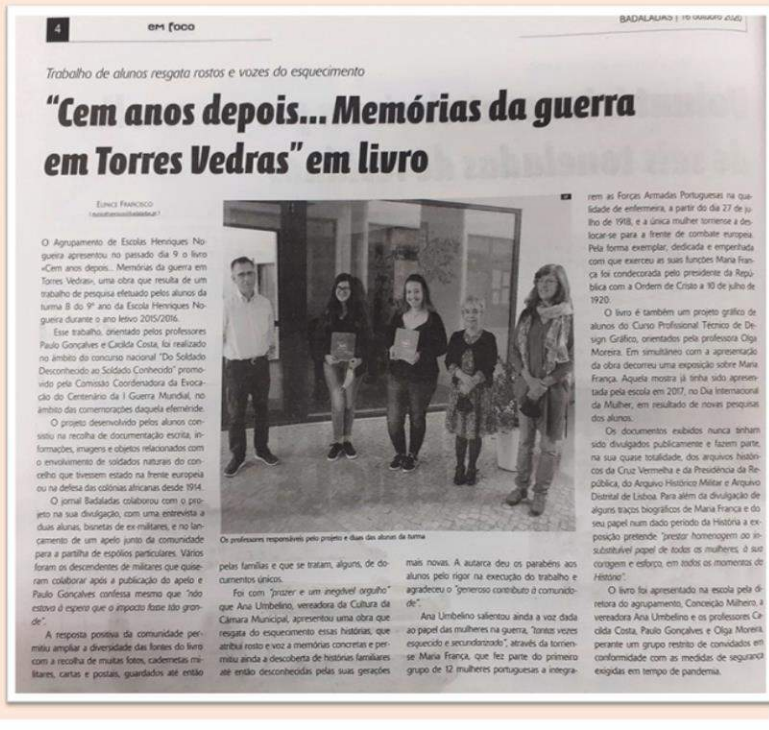 4
em foco
BADALADAS | 16 outubro 2020
Trabalho de alunos resgata rostos e vozes do esquecimento
“Cem anos depois... Memórias da guerra
em Torres Vedras” em livro
Eunice Francisco
O Agrupamento de Escolas Henriques No-
gueira apresentou no passado dia 9 o livro
«Cem anos depois... Memórias da guerra em
Torres Vedras», uma obra que resulta de um
trabalho de pesquisa efetuado pelos alunos da
turma B do 9º ano da Escola Henriques No-
gueira durante o ano letivo 2015/2016.
Esse trabalho, orientado pelos professores
Paulo Gonçalves e Cacilda Costa, foi realizado
no âmbito do concurso nacional “Do Soldado
Desconhecido ao Soldado Conhecido” promo-
vido pela Comissão Coordenadora da Evoca-
ção do Centenário da I Guerra Mundial, no
âmbito das comemorações daquela efeméride.
O projeto desenvolvido pelos alunos con-
sistiu na recolha de documentação escrita, in-
formações, imagens e objetos relacionados com
o envolvimento de soldados naturais do con-
celho que tivessem estado na frente europeia
ou na defesa das colónias africanas desde 1914.
O jornal Badaladas colaborou com o pro-
jeto na sua divulgação, com uma entrevista a
duas alunas, bisnetas de ex-militares, e no lan-
çamento de um apelo junto da comunidade
para a partilha de espólios particulares. Vários
foram os descendentes de militares que quise-
ram colaborar após a publicação do apelo e
Paulo Gonçalves confessa mesmo que “não
estava à espera que o impacto fosse tão gran-
de”.
A resposta positiva da comunidade per-
mitiu ampliar a diversidade das fontes do livro
com a recolha de muitas fotos, cadernetas mi-
litares, cartas e postais, guardados até então
Os professores responsáveis pelo projeto e duas das alunas da turma
pelas famílias e que se tratam, alguns, de do-
cumentos únicos.
Foi com “prazer e um inegável orgulho”
que Ana Umbelino, vereadora da Cultura da
Câmara Municipal, apresentou uma obra que
resgata do esquecimento essas histórias, que
atribui rosto e voz a memórias concretas e per-
mitiu ainda a descoberta de histórias familiares
até então desconhecidas pelas suas gerações
mais novas. A autarca deu os parabéns aos
alunos pelo rigor na execução do trabalho e
agradeceu o “generoso contributo à comunida-
de”.
Ana Umbelino salientou ainda a voz dada
ao papel das mulheres na guerra, “tantas vezes
esquecido e secundarizado”, através da torrien-
se Maria França, que fez parte do primeiro
grupo de 12 mulheres portuguesas a integra-
rem as Forças Armadas Portuguesas na qua-
lidade de enfermeira, a partir do dia 27 de ju-
lho de 1918, e a única mulher torriense a des-
locar-se para a frente de combate europeia.
Pela forma exemplar, dedicada e empenhada
com que exerceu as suas funções Maria Fran-
ça foi condecorada pelo presidente da Repú-
blica com a Ordem de Cristo a 10 de julho de
1920.
O livro é também um projeto gráfico de
alunos do Curso Profissional Técnico de De-
sign Gráfico, orientados pela professora Olga
Moreira. Em simultâneo com a apresentação
da obra decorreu uma exposição sobre Maria
França. Aquela mostra já tinha sido apresen-
tada pela escola em 2017, no Dia Internacional
da Mulher, em resultado de novas pesquisas
dos alunos.
Os documentos exibidos nunca tinham
sido divulgados publicamente e fazem parte,
na sua quase totalidade, dos arquivos históri-
cos da Cruz Vermelha e da Presidência da Re-
pública, do Arquivo Histórico Militar e Arquivo
Distrital de Lisboa. Para além da divulgação de
alguns traços biográficos de Maria França e do
seu papel num dado período da História a ex-
posição pretende “prestar homenagem ao in-
substituível papel de todas as mulheres, à sua
coragem e esforço, em todos os momentos da
História”.
O livro foi apresentado na escola pela di-
retora do agrupamento, Conceição Milheiro, a
vereadora Ana Umbelino e os professores Ca-
cilda Costa, Paulo Gonçalves e Olga Moreira,
perante um grupo restrito de convidados em
conformidade com as medidas de segurança
exigidas em tempo de pandemia.